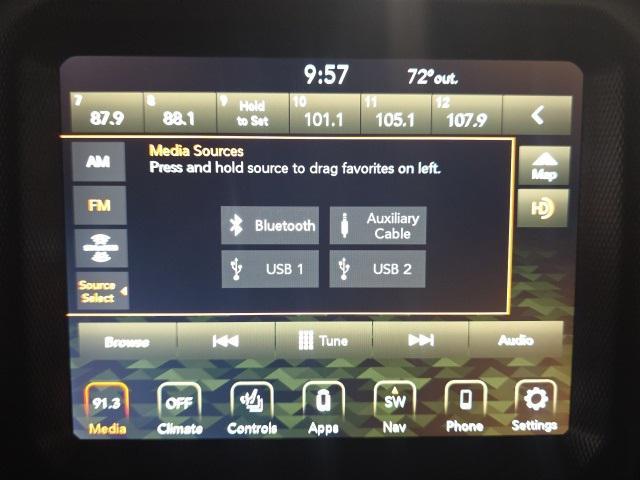 9:57 72° out.
7 87.9 8 88.1 9 Hold to Set 10 101.1 11 105.1 12 107.9
Media Sources
Press and hold source to drag favorites on left.
AM
Map
FM
HD
Bluetooth Auxiliary Cable
USB 1 USB 2
Source
Select
Browse Tune Audio
91.3 OFF SW
Media Climate Controls Apps Nav Phone Settings